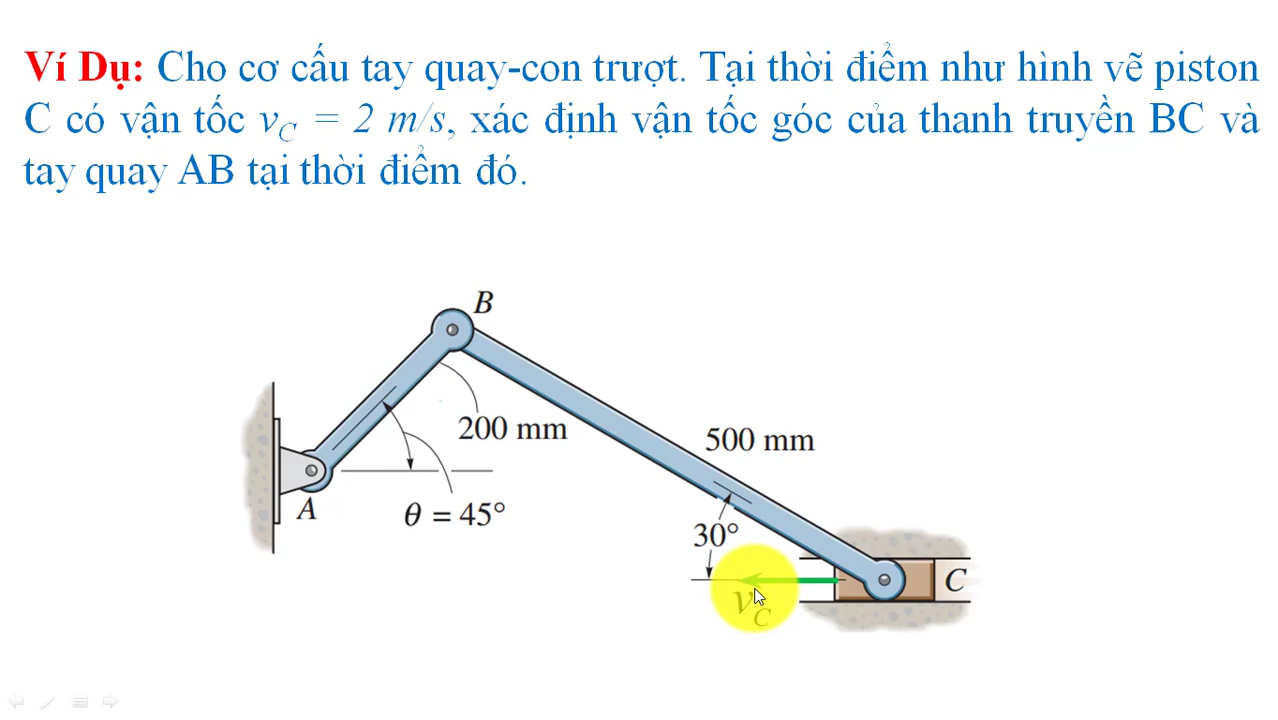 Ví Dụ: Cho cơ cấu tay quay-con trượt. Tại thời điểm như hình vẽ piston
C có vận tốc v_C = 2 m/s, xác định vận tốc góc của thanh truyền BC và
tay quay AB tại thời điểm đó.
B
200 mm
500 mm
A
θ = 45°
30°
C
v_C